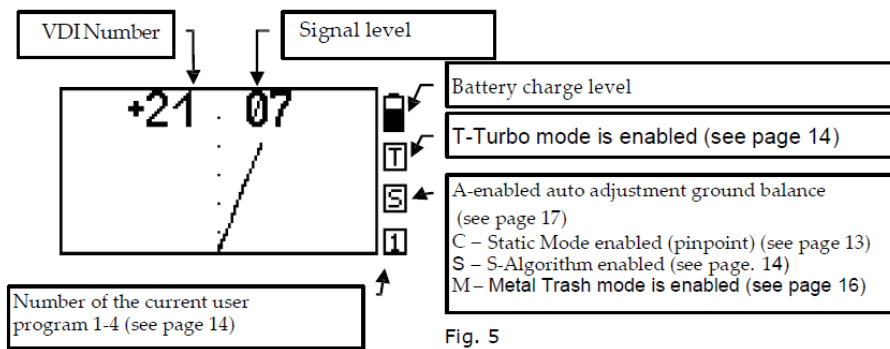 VDI Number
Signal level
+21 07
Battery charge level
T
T-Turbo mode is enabled (see page 14)
S
A-enabled auto adjustment ground balance
(see page 17)
C – Static Mode enabled (pinpoint) (see page 13)
S – S-Algorithm enabled (see page. 14)
M – Metal Trash mode is enabled (see page 16)
1
Number of the current user
program 1-4 (see page 14)
Fig. 5